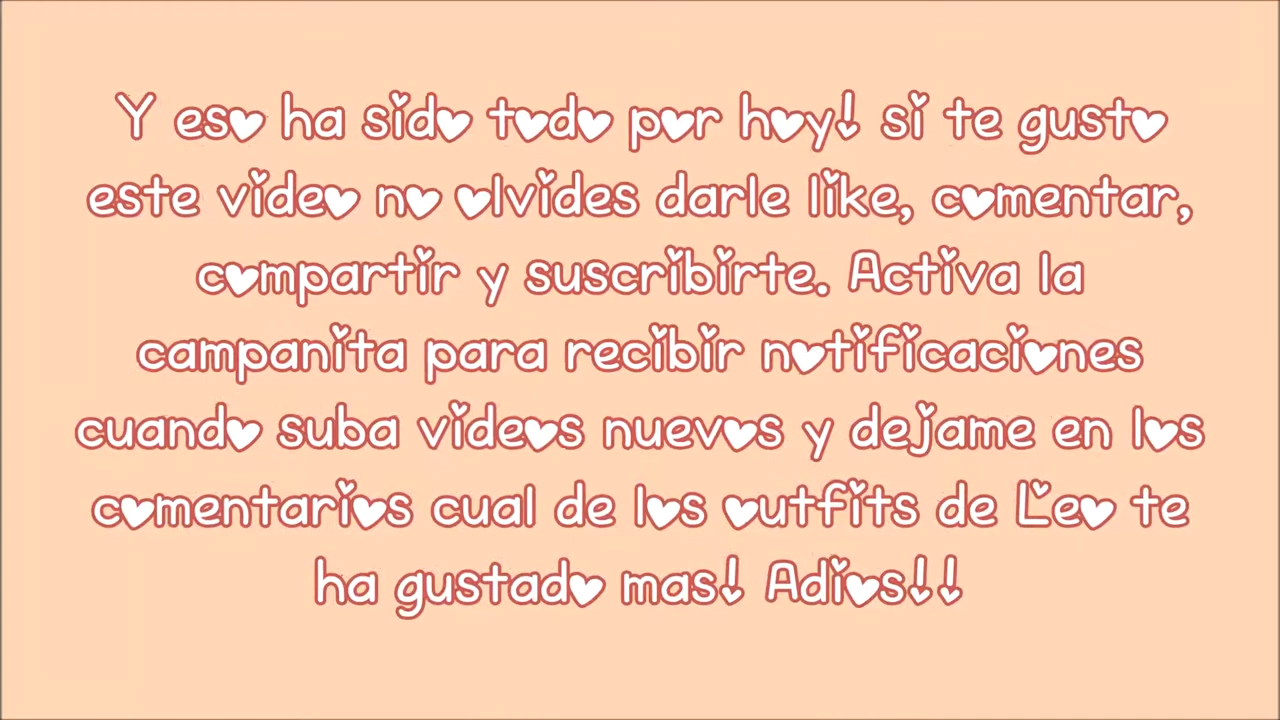 Y eso ha sido todo por hoy! si te gusto
este video no olvides darle like, comentar,
compartir y suscribirte. Activa la
campanita para recibir notificaciones
cuando suba videos nuevos y dejame en los
comentarios cual de los outfits de Leo te
ha gustado mas! Adios!!